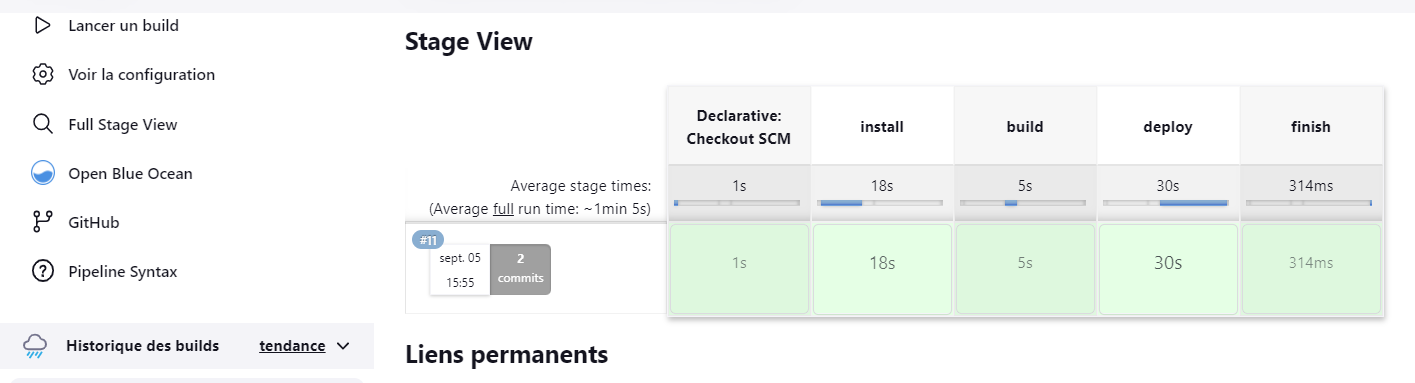 Lancer un build
Voir la configuration
Full Stage View
Open Blue Ocean
GitHub
Pipeline Syntax
Historique des builds tendance
Stage View
Declarative:
Checkout SCM
install
build
deploy
finish
Average stage times:
(Average full run time: ~1min 5s)
1s
18s
5s
30s
314ms
#11
sept. 05
15:55
2
commits
1s
18s
5s
30s
314ms
Liens permanents